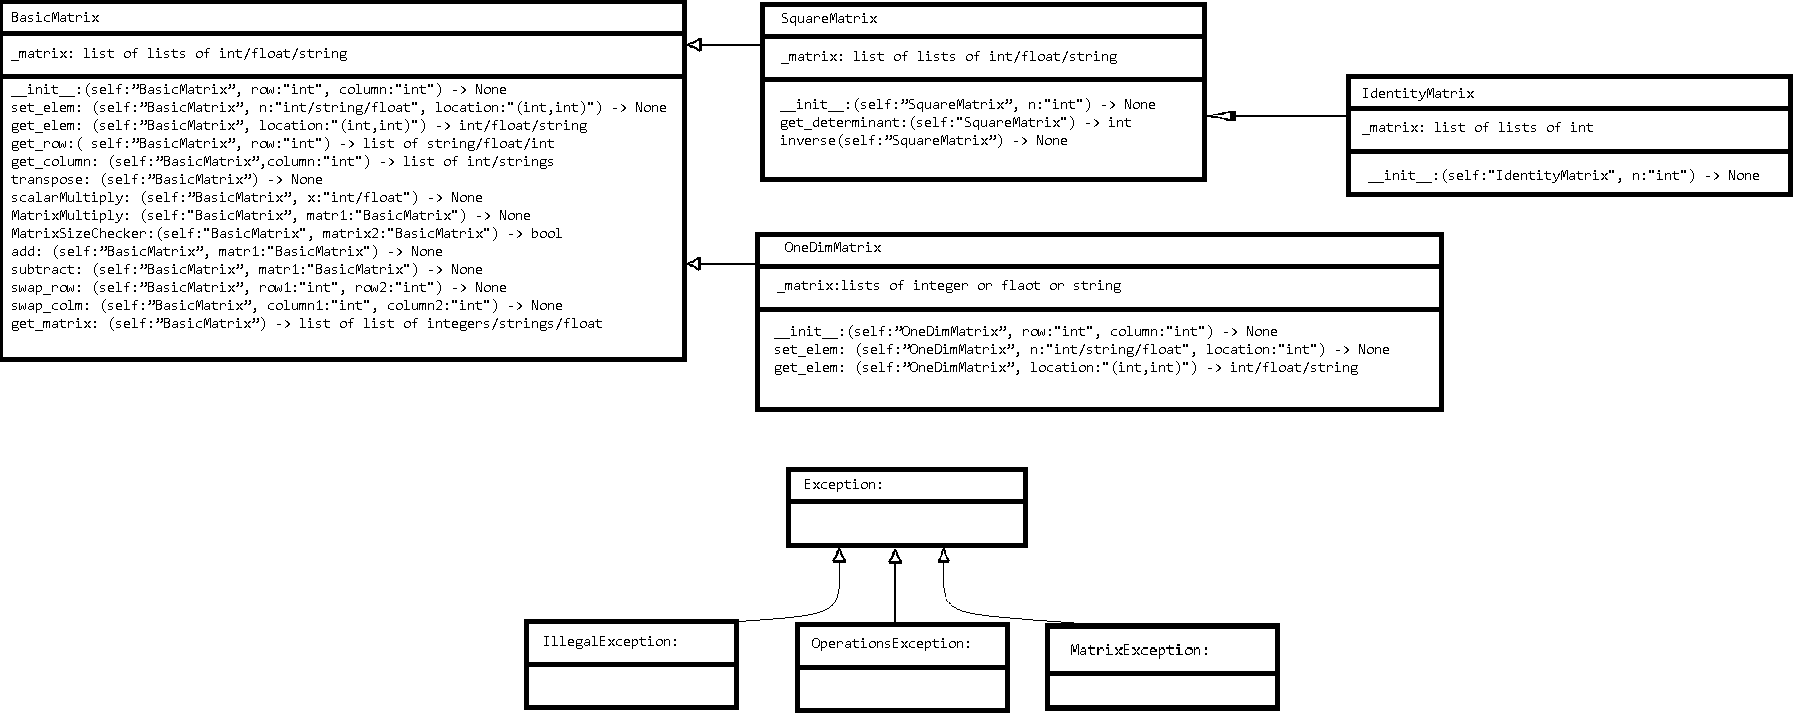 BasicMatrix
_matrix: list of lists of int/float/string
__init__:(self:”BasicMatrix”, row:"int", column:"int") -> None
set_elem: (self:”BasicMatrix”, n:"int/string/float", location:"(int,int)") -> None
get_elem: (self:”BasicMatrix”, location:"(int,int)") -> int/float/string
get_row:( self:”BasicMatrix”, row:"int") -> list of string/float/int
get_column: (self:”BasicMatrix”,column:"int") -> list of int/strings
transpose: (self:”BasicMatrix”) -> None
scalarMultiply: (self:”BasicMatrix”, x:"int/float") -> None
MatrixMultiply: (self:"BasicMatrix”, matr1:"BasicMatrix") -> None
MatrixSizeChecker:(self:"BasicMatrix", matrix2:"BasicMatrix") -> bool
add: (self:”BasicMatrix”, matr1:"BasicMatrix") -> None
subtract: (self:”BasicMatrix”, matr1:"BasicMatrix") -> None
swap_row: (self:”BasicMatrix”, row1:"int", row2:"int") -> None
swap_colm: (self:”BasicMatrix”, column1:"int", column2:"int") -> None
get_matrix: (self:”BasicMatrix”) -> list of list of integers/strings/float
SquareMatrix
_matrix: list of lists of int/float/string
__init__:(self:”SquareMatrix”, n:"int") -> None
get_determinant:(self:"SquareMatrix") -> int
inverse(self:”SquareMatrix”) -> None
IdentityMatrix
_matrix: list of lists of int
__init__:(self:"IdentityMatrix", n:"int") -> None
OneDimMatrix
_matrix:lists of integer or flaot or string
__init__:(self:”OneDimMatrix”, row:"int", column:"int") -> None
set_elem: (self:”OneDimMatrix”, n:"int/string/float", location:"int") -> None
get_elem: (self:”OneDimMatrix”, location:"(int,int)") -> int/float/string
Exception:
IllegalException:
OperationsException:
MatrixException: